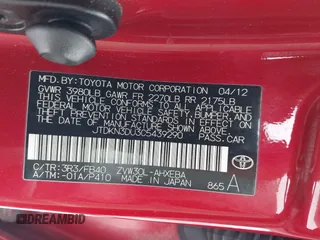 MFD. BY: TOYOTA MOTOR CORPORATION 04/12
GVWR 3980LB GAWR FR 2270LB RR 2175LB
THIS VEHICLE CONFORMS TO ALL APPLICABLE
FEDERAL MOTOR VEHICLE SAFETY, BUMPER, AND
THEFT PREVENTION STANDARDS IN EFFECT ON
THE DATE OF MANUFACTURE SHOWN ABOVE.
JTDKN3DU3C5439290 PASS.CAR
C/TR: 3R3/FB40 ZVW30L-AHXEBA
A/TM: -01A/P410 MADE IN JAPAN
865 A
TOYOTA
DREAMBID